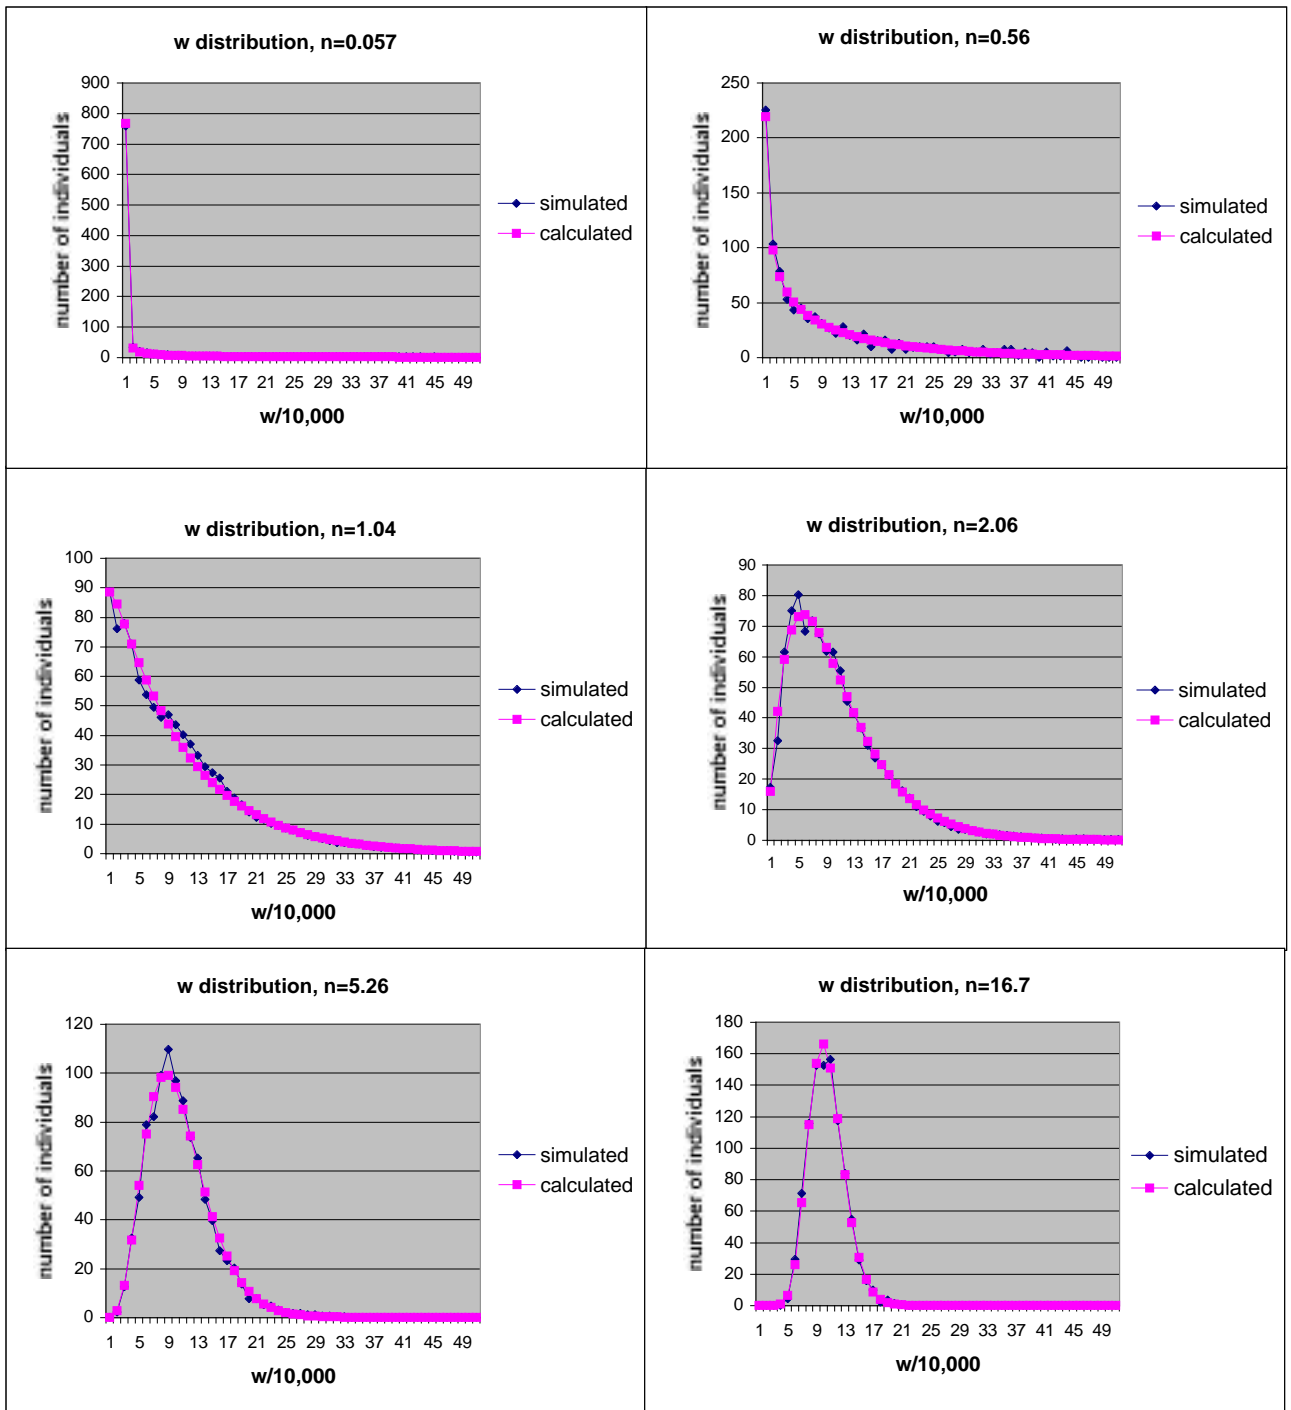 w distribution, n=0.057
number of individuals
900
800
700
600
500
400
300
200
100
0
1 5 9 13 17 21 25 29 33 37 41 45 49
w/10,000
simulated
calculated
w distribution, n=0.56
number of individuals
250
200
150
100
50
0
1 5 9 13 17 21 25 29 33 37 41 45 49
w/10,000
simulated
calculated
w distribution, n=1.04
number of individuals
100
90
80
70
60
50
40
30
20
10
0
1 5 9 13 17 21 25 29 33 37 41 45 49
w/10,000
simulated
calculated
w distribution, n=2.06
number of individuals
90
80
70
60
50
40
30
20
10
0
1 5 9 13 17 21 25 29 33 37 41 45 49
w/10,000
simulated
calculated
w distribution, n=5.26
number of individuals
120
100
80
60
40
20
0
1 5 9 13 17 21 25 29 33 37 41 45 49
w/10,000
simulated
calculated
w distribution, n=16.7
number of individuals
180
160
140
120
100
80
60
40
20
0
1 5 9 13 17 21 25 29 33 37 41 45 49
w/10,000
simulated
calculated